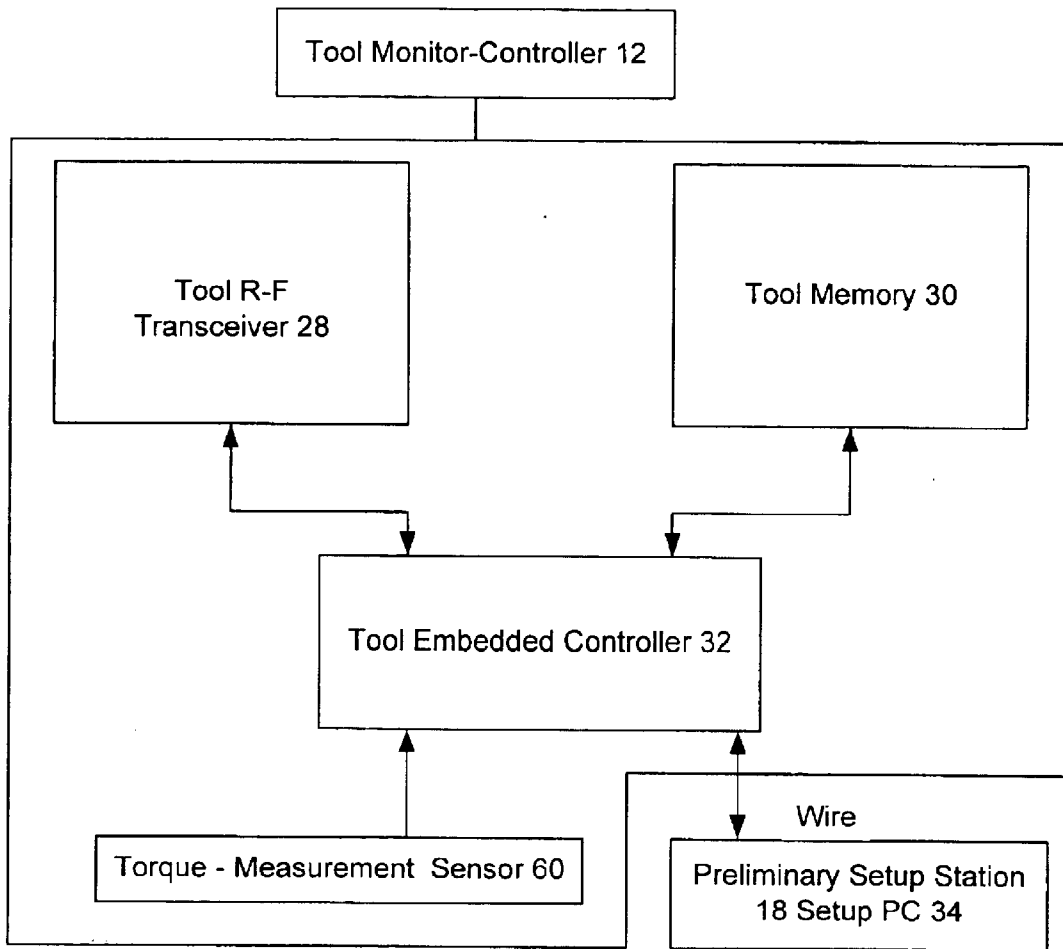 Tool Monitor-Controller 12
Tool R-F
Transceiver 28
Tool Memory 30
Tool Embedded Controller 32
Wire
Torque - Measurement Sensor 60
Preliminary Setup Station
18 Setup PC 34